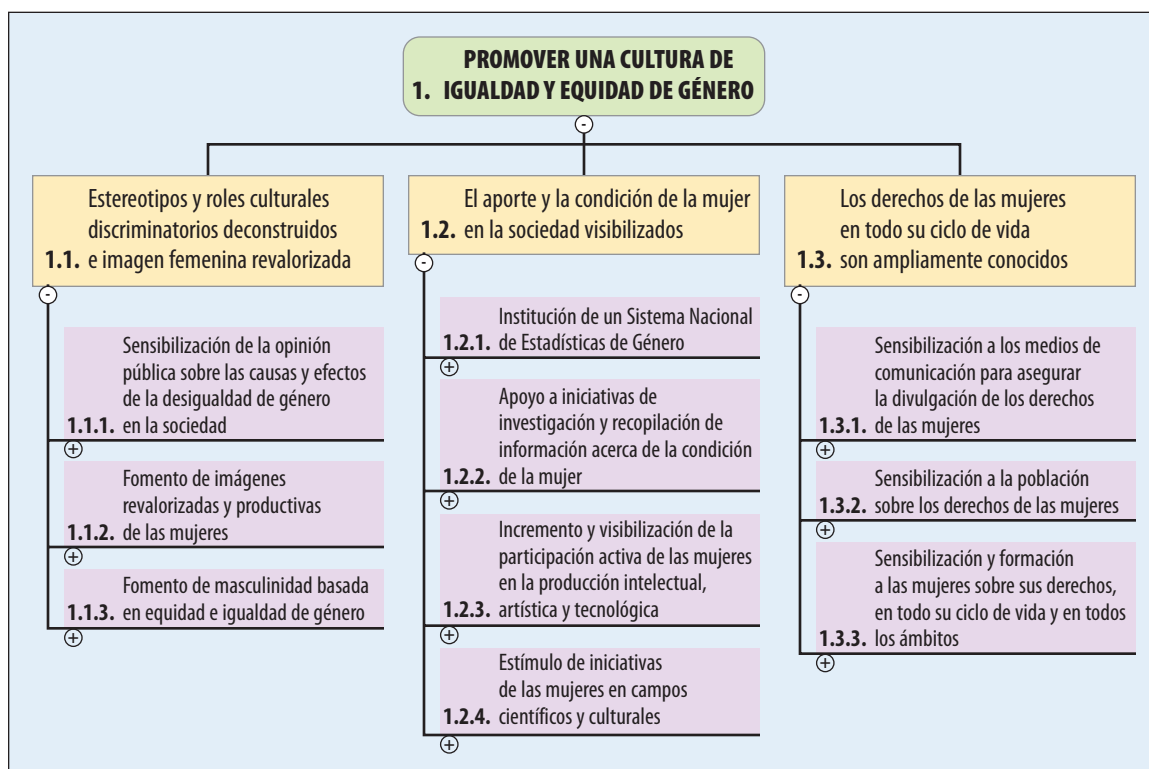 PROMOVER UNA CULTURA DE
1. IGUALDAD Y EQUIDAD DE GÉNERO
-
Estereotipos y roles culturales
discriminatorios deconstruidos
1.1. e imagen femenina revalorizada
-
Sensibilización de la opinión
pública sobre las causas y efectos
de la desigualdad de género
1.1.1. en la sociedad
+
Fomento de imágenes
revalorizadas y productivas
1.1.2. de las mujeres
+
Fomento de masculinidad basada
1.1.3. en equidad e igualdad de género
+
El aporte y la condición de la mujer
1.2. en la sociedad visibilizados
-
Institución de un Sistema Nacional
1.2.1. de Estadísticas de Género
+
Apoyo a iniciativas de
investigación y recopilación de
información acerca de la condición
1.2.2. de la mujer
+
Incremento y visibilización de la
participación activa de las mujeres
en la producción intelectual,
1.2.3. artística y tecnológica
+
Estímulo de iniciativas
de las mujeres en campos
1.2.4. científicos y culturales
+
Los derechos de las mujeres
en todo su ciclo de vida
1.3. son ampliamente conocidos
-
Sensibilización a los medios de
comunicación para asegurar
la divulgación de los derechos
1.3.1. de las mujeres
+
Sensibilización a la población
1.3.2. sobre los derechos de las mujeres
+
Sensibilización y formación
a las mujeres sobre sus derechos,
en todo su ciclo de vida y en todos
1.3.3. los ámbitos
+